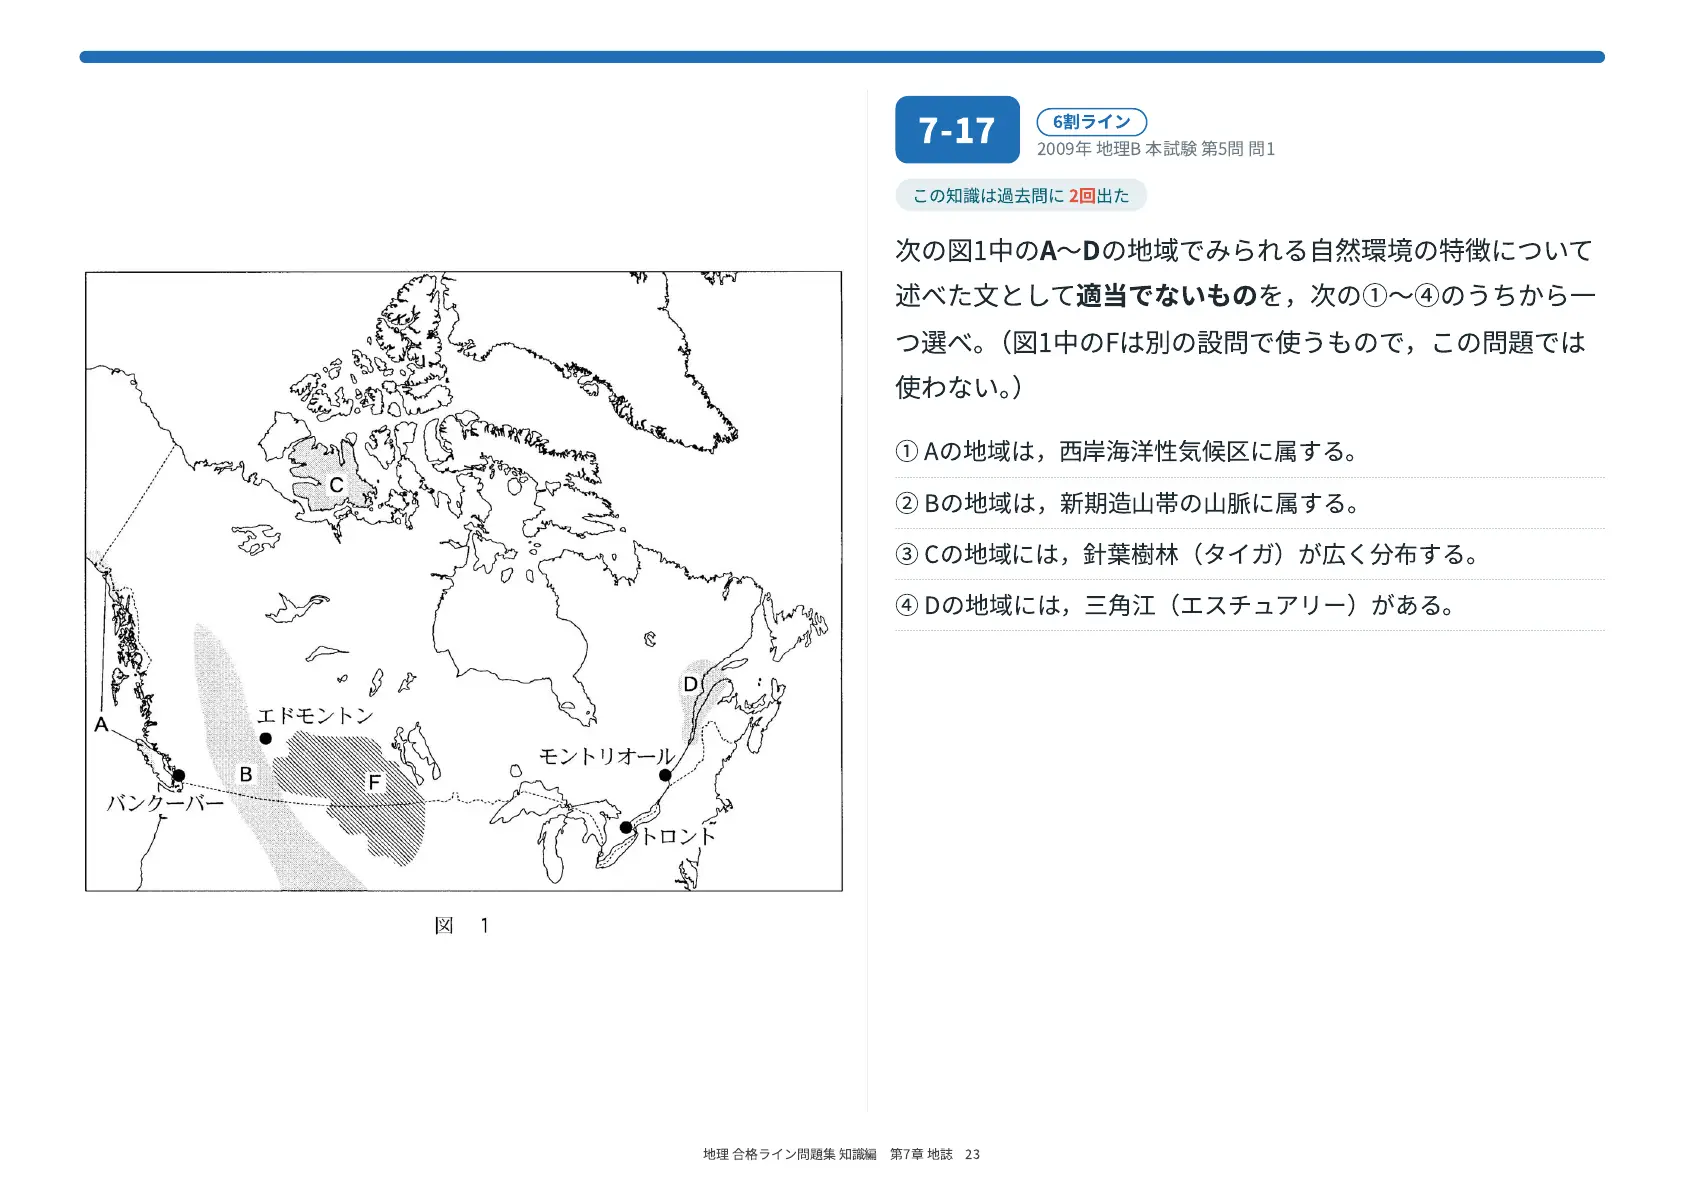 7-17
6割ライン
2009年 地理B 本試験 第5問 問1
この知識は過去問に 2回出た
次の図1中のA～Dの地域でみられる自然環境の特徴について
述べた文として適当でないものを，次の①～④のうちから一
つ選べ。（図1中のFは別の設問で使うもので，この問題では
使わない。）
① Aの地域は，西岸海洋性気候区に属する。
② Bの地域は，新期造山帯の山脈に属する。
③ Cの地域には，針葉樹林（タイガ）が広く分布する。
④ Dの地域には，三角江（エスチュアリー）がある。
C
D
A
エドモントン
モントリオール
B
F
バンクーバー
トロント
図 1
地理 合格ライン問題集 知識編 第7章 地誌 23